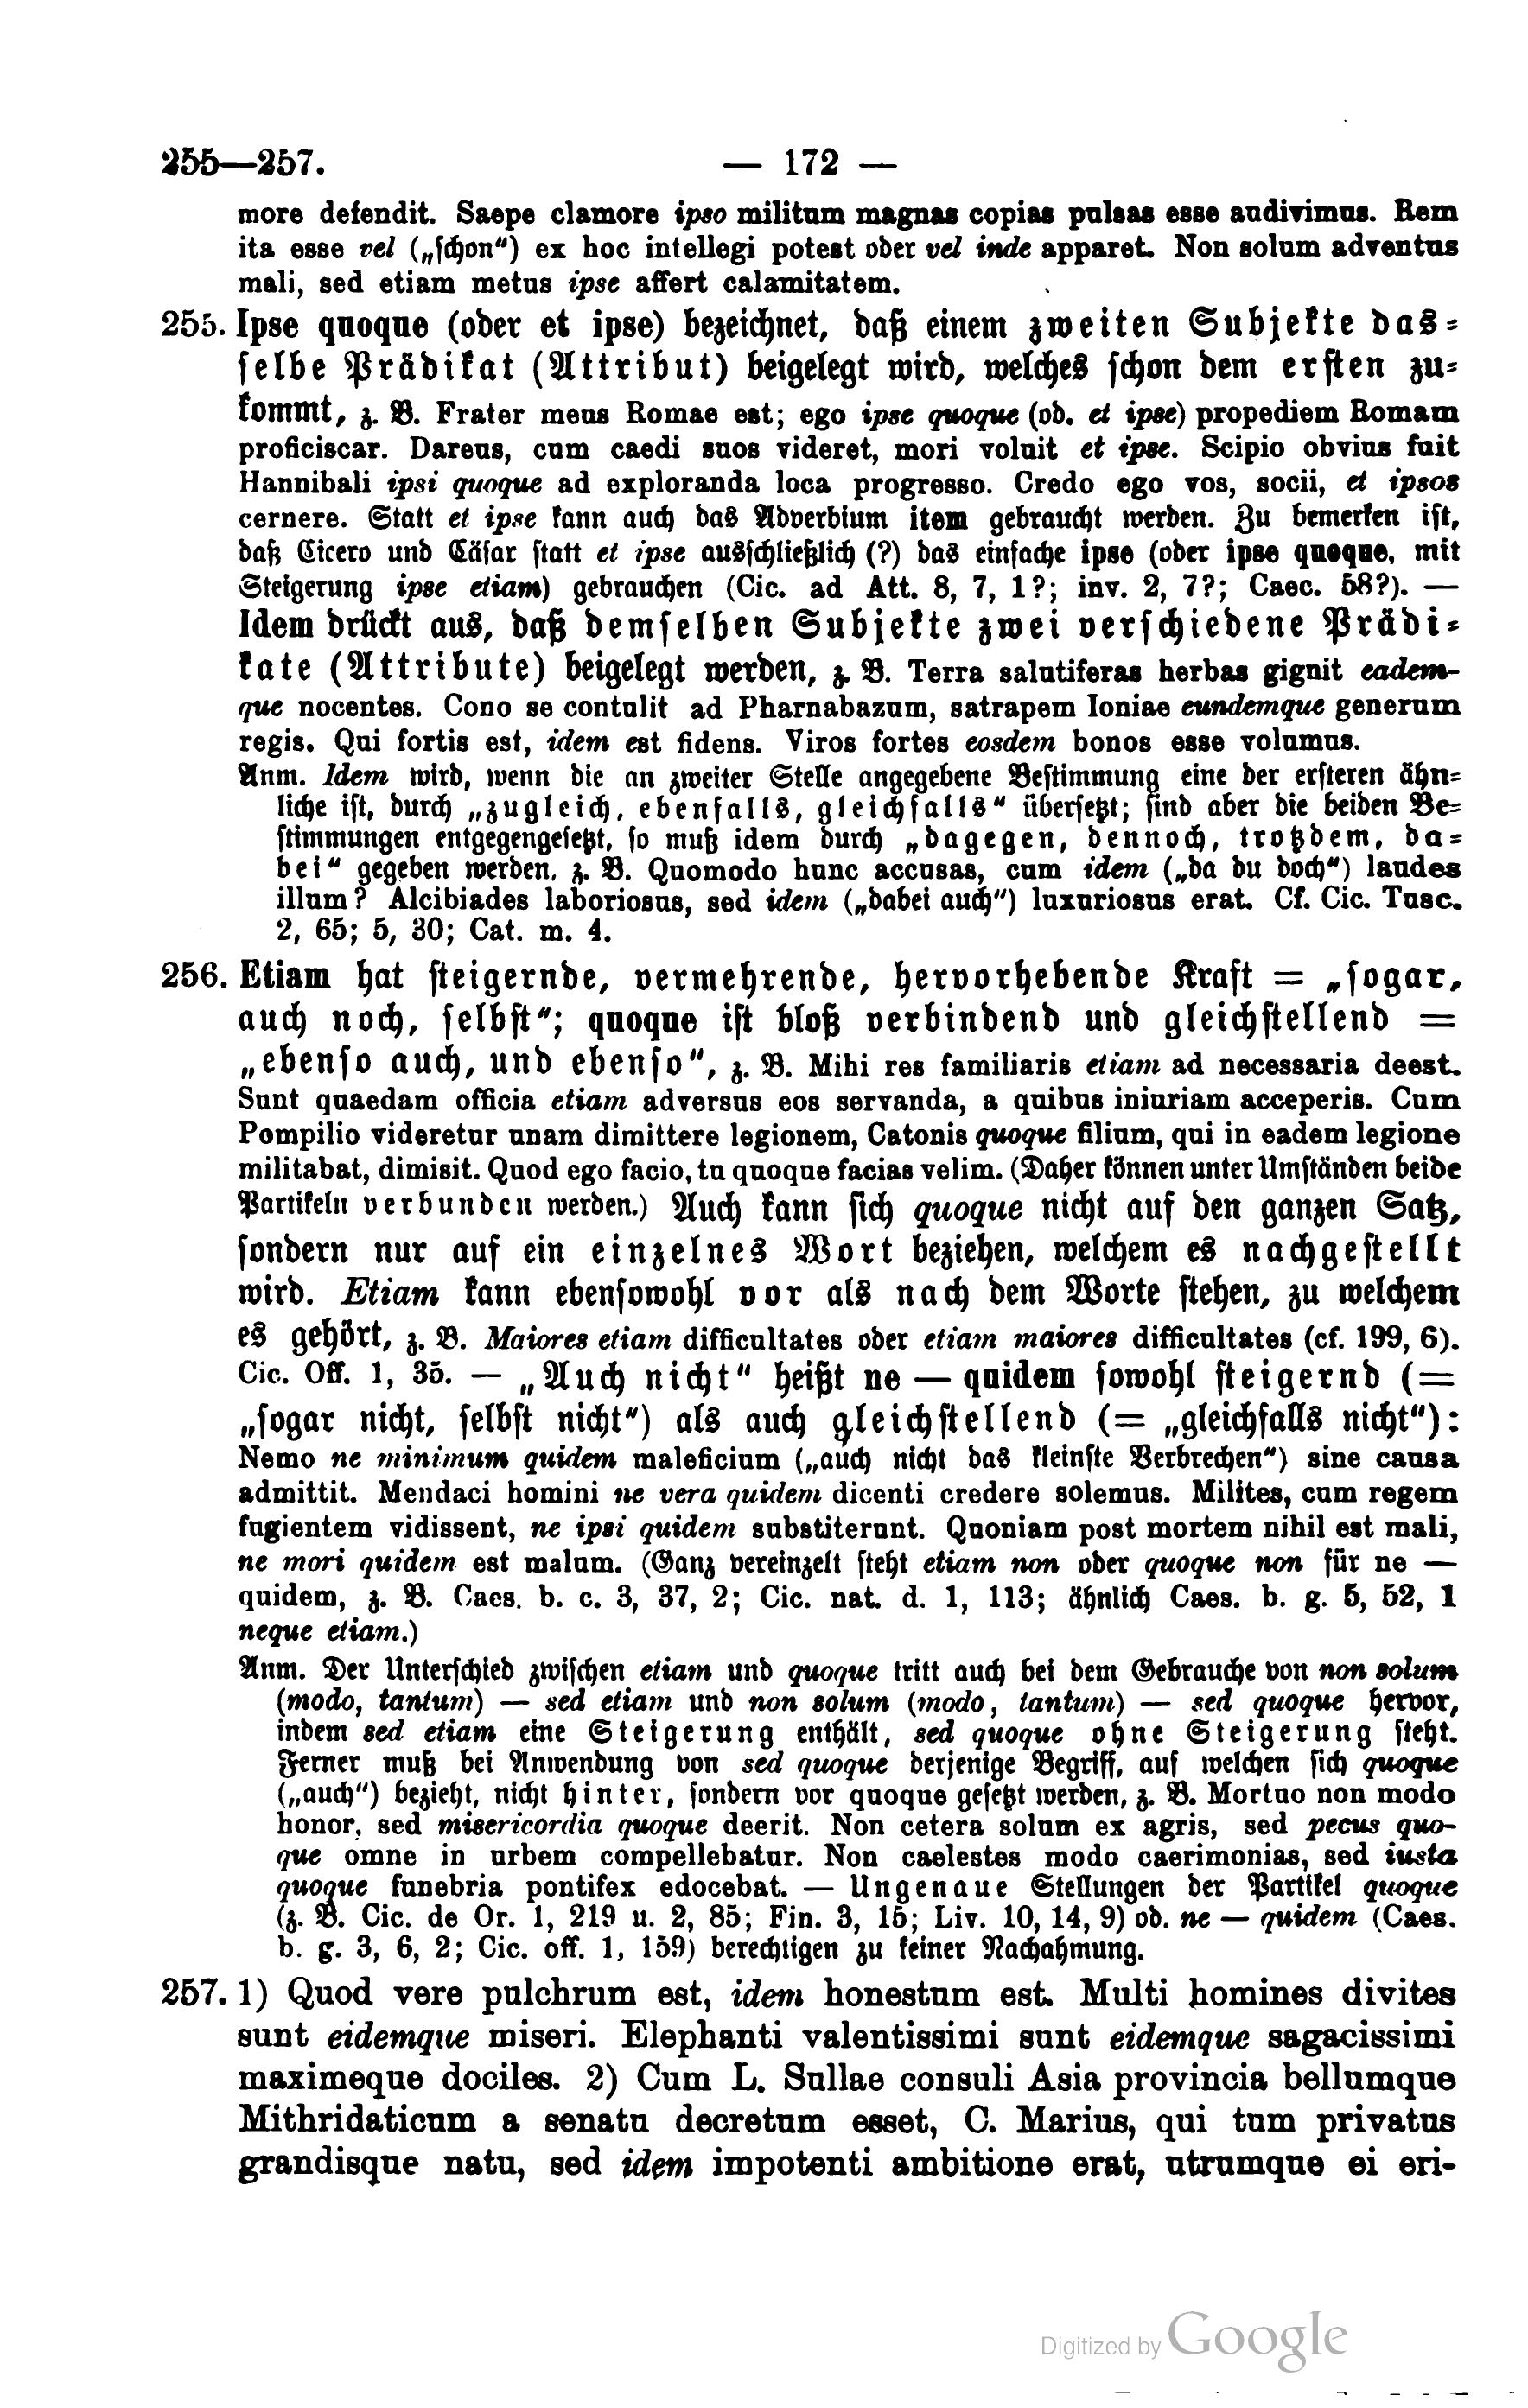 255—257.
— 172 —
more defendit. Saepe clamore ipso militum magnas copias pulsas esse audivimus. Rem
ita esse vel („schon“) ex hoc intellegi potest oder vel inde apparet. Non solum adventus
mali, sed etiam metus ipse affert calamitatem.
255. Ipse quoque (oder et ipse) bezeichnet, daß einem zweiten Subjekte das-
selbe Prädikat (Attribut) beigelegt wird, welches schon dem ersten zu-
kommt, z. B. Frater meus Romae est; ego ipse quoque (od. et ipse) propediem Romam
proficiscar. Dareus, cum caedi suos videret, mori voluit et ipse. Scipio obvius fuit
Hannibali ipsi quoque ad exploranda loca progresso. Credo ego vos, socii, et ipsos
cernere. Statt et ipse kann auch das Adverbium item gebraucht werden. Zu bemerken ist,
daß Cicero und Cäsar statt et ipse ausschließlich (?) das einfache ipse (oder ipse quoque, mit
Steigerung ipse etiam) gebrauchen (Cic. ad Att. 8, 7, 1?; inv. 2, 7?; Caec. 58?). —
Idem drückt aus, daß demselben Subjekte zwei verschiedene Prädi-
kate (Attribute) beigelegt werden, z. B. Terra salutiferas herbas gignit eadem-
que nocentes. Cono se contulit ad Pharnabazum, satrapem Ioniae eundemque generum
regis. Qui fortis est, idem est fidens. Viros fortes eosdem bonos esse volumus.
Anm. Idem wird, wenn die an zweiter Stelle angegebene Bestimmung eine der ersteren ähn-
liche ist, durch „zugleich, ebenfalls, gleichfalls“ übersetzt; sind aber die beiden Be-
stimmungen entgegengesetzt, so muß idem durch „dagegen, dennoch, trotzdem, da-
bei“ gegeben werden, z. B. Quomodo hunc accusas, cum idem („da du doch“) laudes
illum? Alcibiades laboriosus, sed idem („dabei auch“) luxuriosus erat. Cf. Cic. Tusc.
2, 65; 5, 30; Cat. m. 4.
256. Etiam hat steigernde, vermehrende, hervorhebende Kraft = „sogar,
auch noch, selbst“; quoque ist bloß verbindend und gleichstellend =
„ebenso auch, und ebenso“, z. B. Mihi res familiaris etiam ad necessaria deest.
Sunt quaedam officia etiam adversus eos servanda, a quibus iniuriam acceperis. Cum
Pompilio videretur unam dimittere legionem, Catonis quoque filium, qui in eadem legione
militabat, dimisit. Quod ego facio, tu quoque facias velim. (Daher können unter Umständen beide
Partikeln verbunden werden.) Auch kann sich quoque nicht auf den ganzen Satz,
sondern nur auf ein einzelnes Wort beziehen, welchem es nachgestellt
wird. Etiam kann ebensowohl vor als nach dem Worte stehen, zu welchem
es gehört, z. B. Maiores etiam difficultates oder etiam maiores difficultates (cf. 199, 6).
Cic. Off. 1, 35. — „Auch nicht“ heißt ne — quidem sowohl steigernd (=
„sogar nicht, selbst nicht“) als auch gleichstellend (= „gleichfalls nicht“):
Nemo ne minimum quidem maleficium („auch nicht das kleinste Verbrechen“) sine causa
admittit. Mendaci homini ne vera quidem dicenti credere solemus. Milites, cum regem
fugientem vidissent, ne ipsi quidem substiterunt. Quoniam post mortem nihil est mali,
ne mori quidem est malum. (Ganz vereinzelt steht etiam non oder quoque non für ne —
quidem, z. B. Caes. b. c. 3, 37, 2; Cic. nat. d. 1, 113; ähnlich Caes. b. g. 5, 52, 1
neque etiam.)
Anm. Der Unterschied zwischen etiam und quoque tritt auch bei dem Gebrauche von non solum
(modo, tantum) — sed etiam und non solum (modo, tantum) — sed quoque hervor,
indem sed etiam eine Steigerung enthält, sed quoque ohne Steigerung steht.
Ferner muß bei Anwendung von sed quoque derjenige Begriff, auf welchen sich quoque
(„auch“) bezieht, nicht hinter, sondern vor quoque gesetzt werden, z. B. Mortuo non modo
honor, sed misericordia quoque deerit. Non cetera solum ex agris, sed pecus quo-
que omne in urbem compellebatur. Non caelestes modo caerimonias, sed iusta
quoque funebria pontifex edocebat. — Ungenaue Stellungen der Partikel quoque
(z. B. Cic. de Or. 1, 219 u. 2, 85; Fin. 3, 15; Liv. 10, 14, 9) od. ne — quidem (Caes.
b. g. 3, 6, 2; Cic. off. 1, 159) berechtigen zu keiner Nachahmung.
257. 1) Quod vere pulchrum est, idem honestum est. Multi homines divites
sunt eidemque miseri. Elephanti valentissimi sunt eidemque sagacissimi
maximeque dociles. 2) Cum L. Sullae consuli Asia provincia bellumque
Mithridaticum a senatu decretum esset, C. Marius, qui tum privatus
grandisque natu, sed idem impotenti ambitione erat, utrumque ei eri-
Digitized by Google